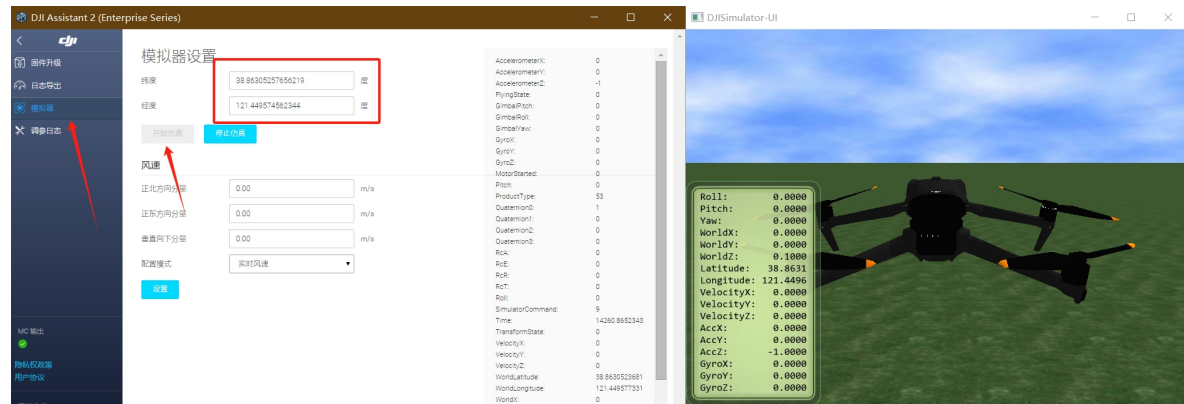 DJI Assistant 2 (Enterprise Series)
dji
固件升级
日志导出
模拟器
调参日志
MC 输出
隐私权政策
用户协议
模拟器设置
纬度 38.86305257656219 度
经度 121.449574562344 度
开始仿真 停止仿真
风速
正北方向分量 0.00 m/s
正东方向分量 0.00 m/s
垂直向下分量 0.00 m/s
配置模式 实时风速
设置
AccelerometerX: 0
AccelerometerY: 0
AccelerometerZ: -1
FlyingState: 0
GimbalPitch: 0
GimbalRoll: 0
GimbalYaw: 0
GyroX: 0
GyroY: 0
GyroZ: 0
MotorStarted: 0
Pitch: 0
ProductType: 53
Quaternion0: 1
Quaternion1: 0
Quaternion2: 0
Quaternion3: 0
RcA: 0
RcE: 0
RcR: 0
RcT: 0
Roll: 0
SimulatorCommand: 9
Time: 14260.8652343
TransformState: 0
VelocityX: 0
VelocityY: 0
VelocityZ: 0
WorldLatitude: 38.8630523681
WorldLongitude: 121.449577331
WorldX: 0
DJISimulator-UI
Roll: 0.0000
Pitch: 0.0000
Yaw: 0.0000
WorldX: 0.0000
WorldY: 0.0000
WorldZ: 0.1000
Latitude: 38.8631
Longitude: 121.4496
VelocityX: 0.0000
VelocityY: 0.0000
VelocityZ: 0.0000
AccX: 0.0000
AccY: 0.0000
AccZ: -1.0000
GyroX: 0.0000
GyroY: 0.0000
GyroZ: 0.0000